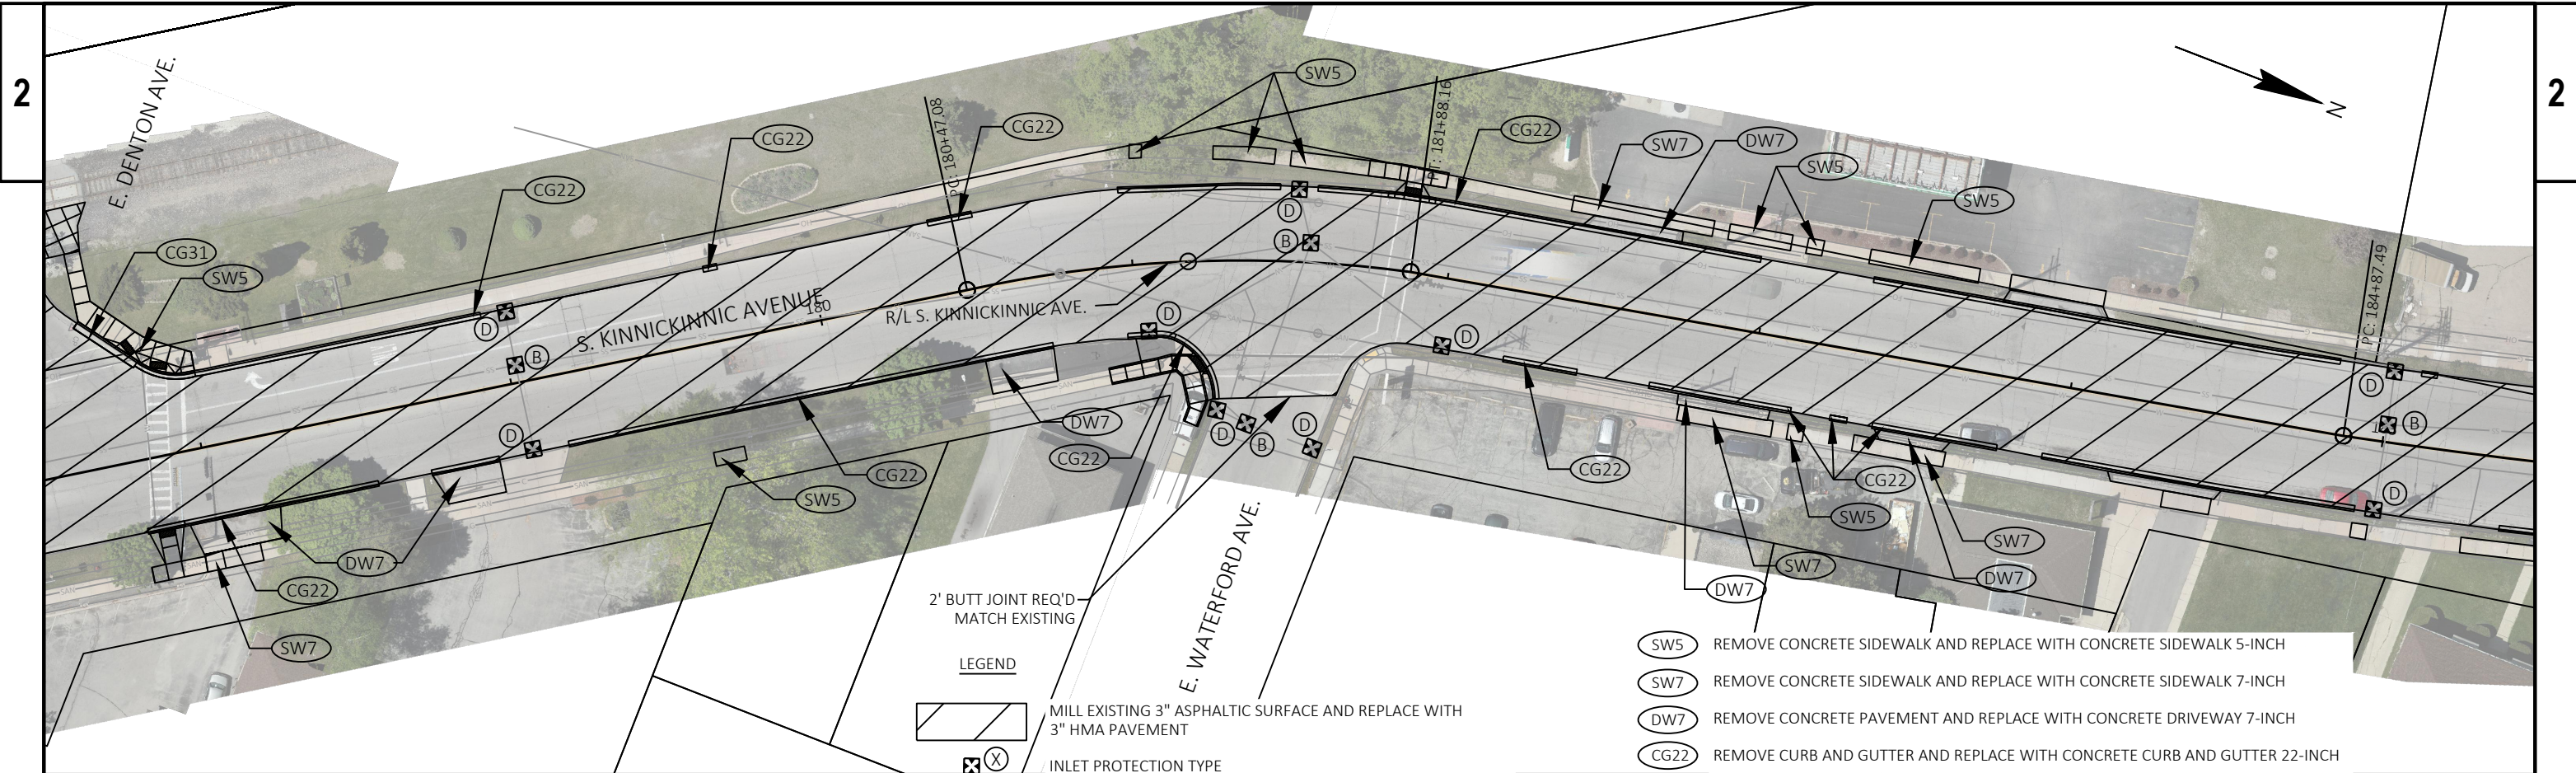 2
2
E. DENTON AVE.
SW5
PC: 180+47.08
CG22
CG22
PT: 181+88.16
CG22
SW7
DW7
SW5
SW5
N
CG22
CG31
SW5
D
B
D
B
S. KINNICKINNIC AVENUE
180
R/L S. KINNICKINNIC AVE.
D
D
PC: 184+87.49
D
B
D
DW7
CG22
D
B
D
CG22
CG22
SW5
CG22
SW5
D
DW7
CG22
SW7
SW7
DW7
SW7
DW7
2' BUTT JOINT REQ'D
MATCH EXISTING
E. WATERFORD AVE.
LEGEND
MILL EXISTING 3" ASPHALTIC SURFACE AND REPLACE WITH
3" HMA PAVEMENT
X INLET PROTECTION TYPE
SW5 REMOVE CONCRETE SIDEWALK AND REPLACE WITH CONCRETE SIDEWALK 5-INCH
SW7 REMOVE CONCRETE SIDEWALK AND REPLACE WITH CONCRETE SIDEWALK 7-INCH
DW7 REMOVE CONCRETE PAVEMENT AND REPLACE WITH CONCRETE DRIVEWAY 7-INCH
CG22 REMOVE CURB AND GUTTER AND REPLACE WITH CONCRETE CURB AND GUTTER 22-INCH